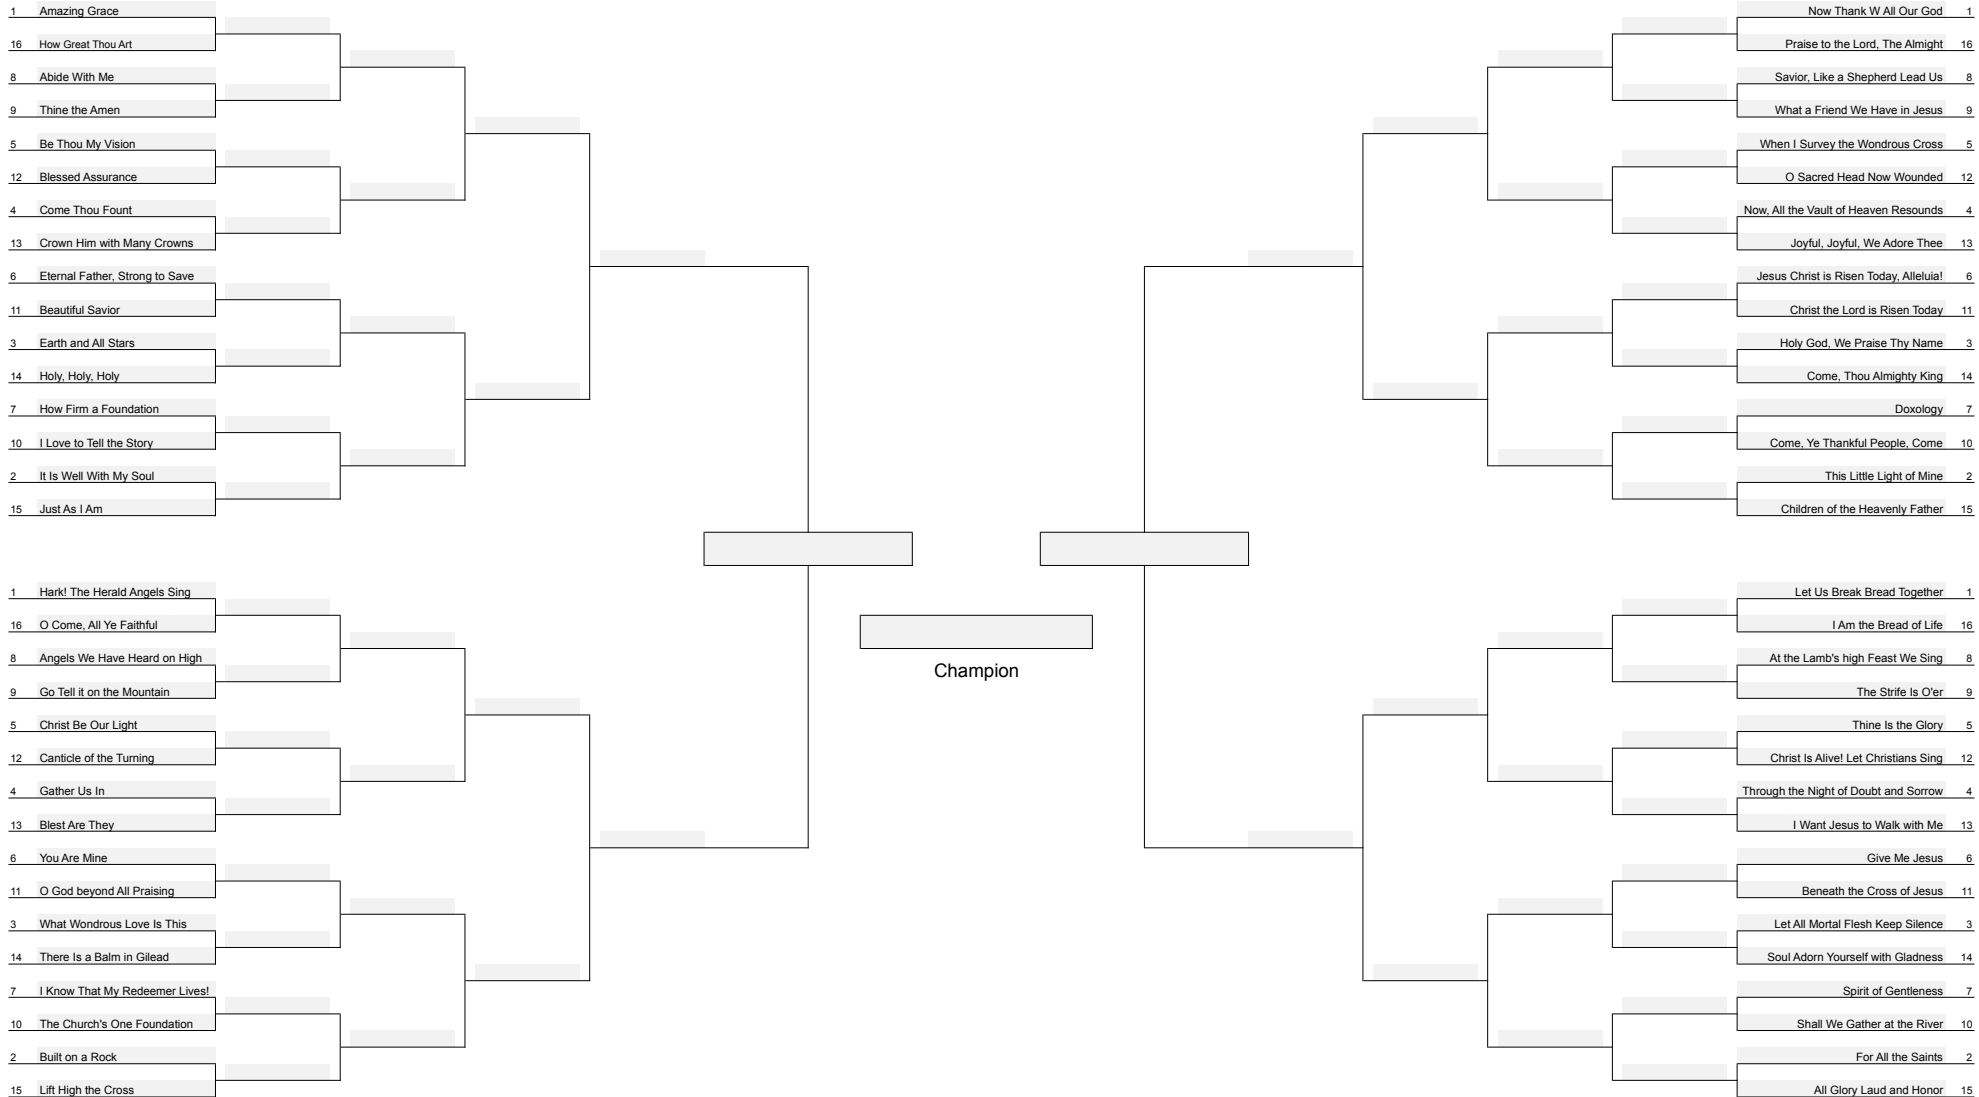 1 Amazing Grace
16 How Great Thou Art
8 Abide With Me
9 Thine the Amen
5 Be Thou My Vision
12 Blessed Assurance
4 Come Thou Fount
13 Crown Him with Many Crowns
6 Eternal Father, Strong to Save
11 Beautiful Savior
3 Earth and All Stars
14 Holy, Holy, Holy
7 How Firm a Foundation
10 I Love to Tell the Story
2 It Is Well With My Soul
15 Just As I Am
1 Hark! The Herald Angels Sing
16 O Come, All Ye Faithful
8 Angels We Have Heard on High
9 Go Tell it on the Mountain
5 Christ Be Our Light
12 Canticle of the Turning
4 Gather Us In
13 Blest Are They
6 You Are Mine
11 O God beyond All Praising
3 What Wondrous Love Is This
14 There Is a Balm in Gilead
7 I Know That My Redeemer Lives!
10 The Church's One Foundation
2 Built on a Rock
15 Lift High the Cross
Champion
Now Thank W All Our God 1
Praise to the Lord, The Almight 16
Savior, Like a Shepherd Lead Us 8
What a Friend We Have in Jesus 9
When I Survey the Wondrous Cross 5
O Sacred Head Now Wounded 12
Now, All the Vault of Heaven Resounds 4
Joyful, Joyful, We Adore Thee 13
Jesus Christ is Risen Today, Alleluia! 6
Christ the Lord is Risen Today 11
Holy God, We Praise Thy Name 3
Come, Thou Almighty King 14
Doxology 7
Come, Ye Thankful People, Come 10
This Little Light of Mine 2
Children of the Heavenly Father 15
Let Us Break Bread Together 1
I Am the Bread of Life 16
At the Lamb's high Feast We Sing 8
The Strife Is O'er 9
Thine Is the Glory 5
Christ Is Alive! Let Christians Sing 12
Through the Night of Doubt and Sorrow 4
I Want Jesus to Walk with Me 13
Give Me Jesus 6
Beneath the Cross of Jesus 11
Let All Mortal Flesh Keep Silence 3
Soul Adorn Yourself with Gladness 14
Spirit of Gentleness 7
Shall We Gather at the River 10
For All the Saints 2
All Glory Laud and Honor 15